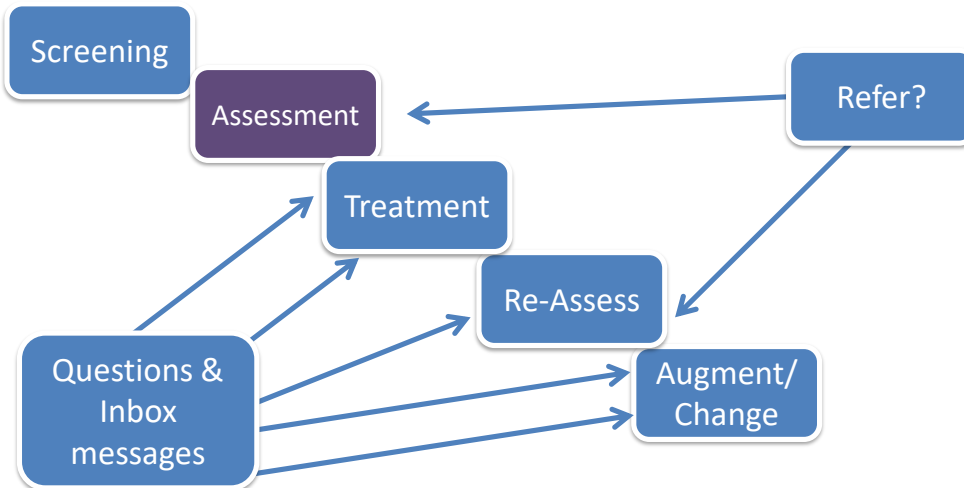 Screening
Assessment
Refer?
Treatment
Re-Assess
Questions &
Inbox
messages
Augment/
Change